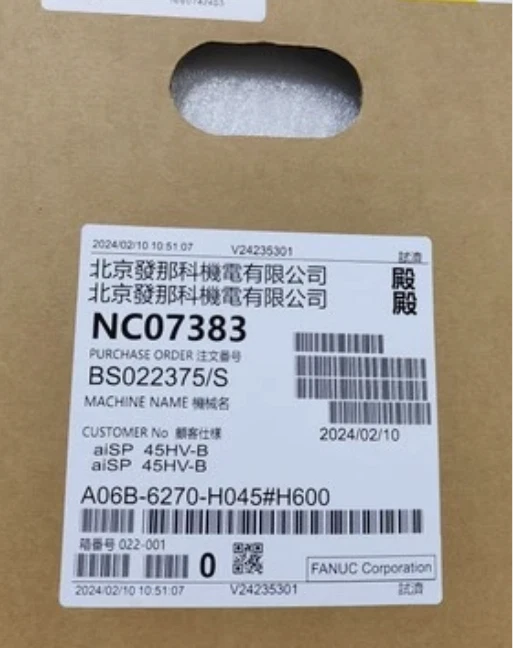 2024/02/10 10:51:07 V24235301 試済
北京發那科機電有限公司 殿
北京發那科機電有限公司 殿
NC07383
PURCHASE ORDER 注文番号
BS022375/S
MACHINE NAME 機械名
2024/02/10
CUSTOMER No 顧客仕様
aiSP 45HV-B
aiSP 45HV-B
A06B-6270-H045#H600
箱番号 022-001
0
FANUC Corporation
2024/02/10 10:51:07 V24235301 試済